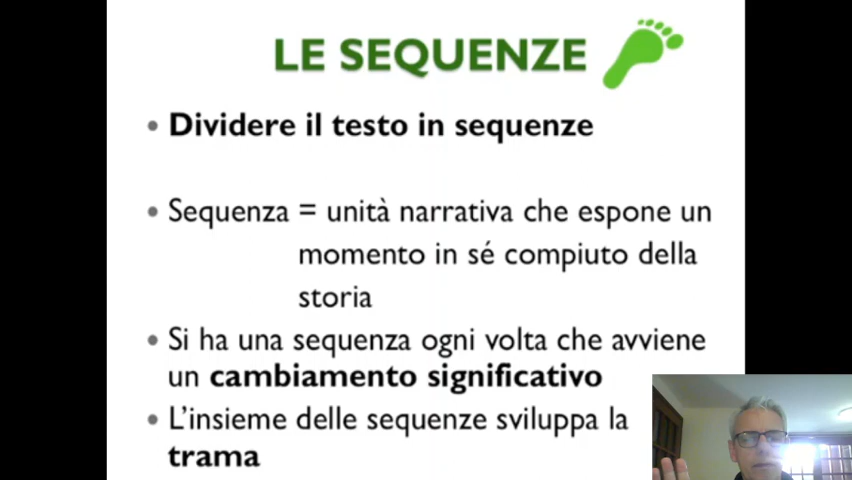 LE SEQUENZE
• Dividere il testo in sequenze
• Sequenza = unità narrativa che espone un
momento in sé compiuto della
storia
• Si ha una sequenza ogni volta che avviene
un cambiamento significativo
• L'insieme delle sequenze sviluppa la
trama